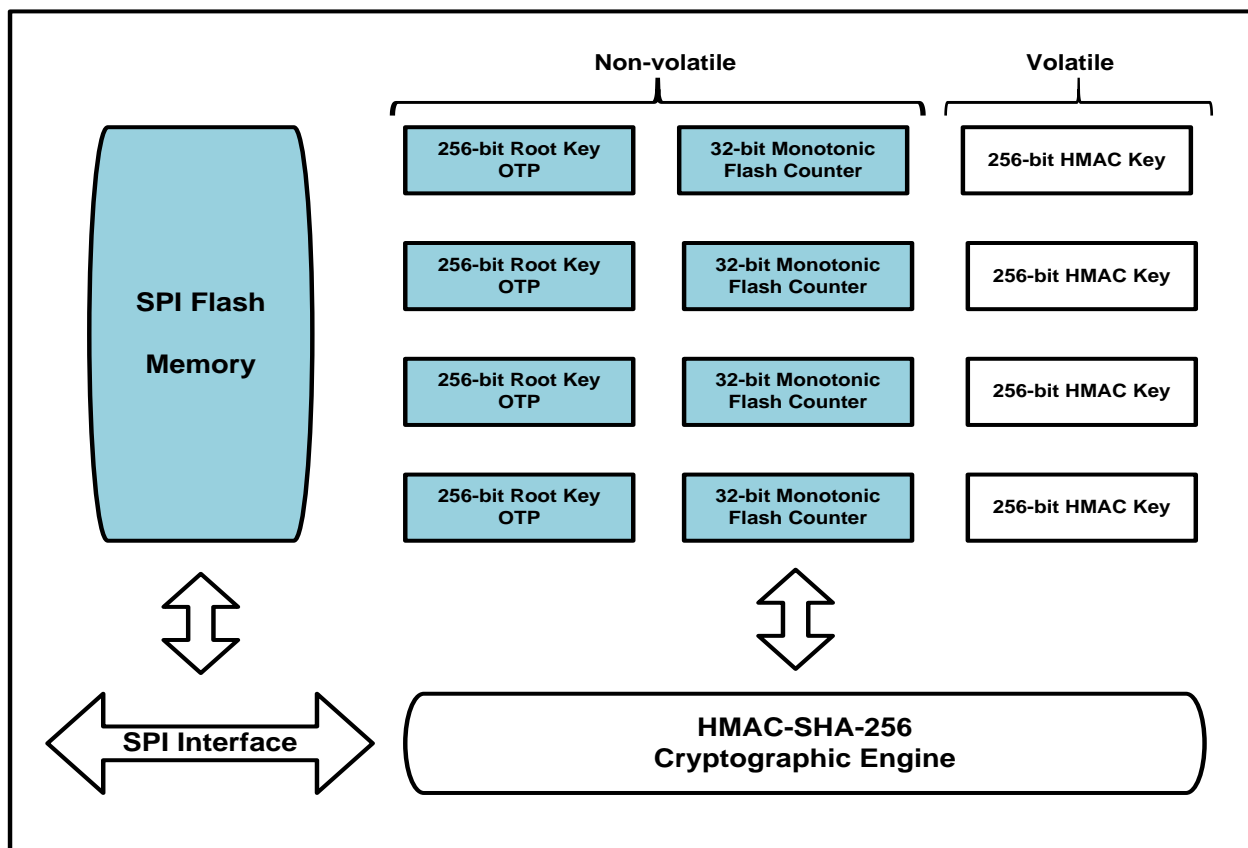 Non-volatile
Volatile
256-bit Root Key
OTP
32-bit Monotonic
Flash Counter
256-bit HMAC Key
256-bit Root Key
OTP
32-bit Monotonic
Flash Counter
256-bit HMAC Key
SPI Flash
Memory
256-bit Root Key
OTP
32-bit Monotonic
Flash Counter
256-bit HMAC Key
256-bit Root Key
OTP
32-bit Monotonic
Flash Counter
256-bit HMAC Key
SPI Interface
HMAC-SHA-256
Cryptographic Engine